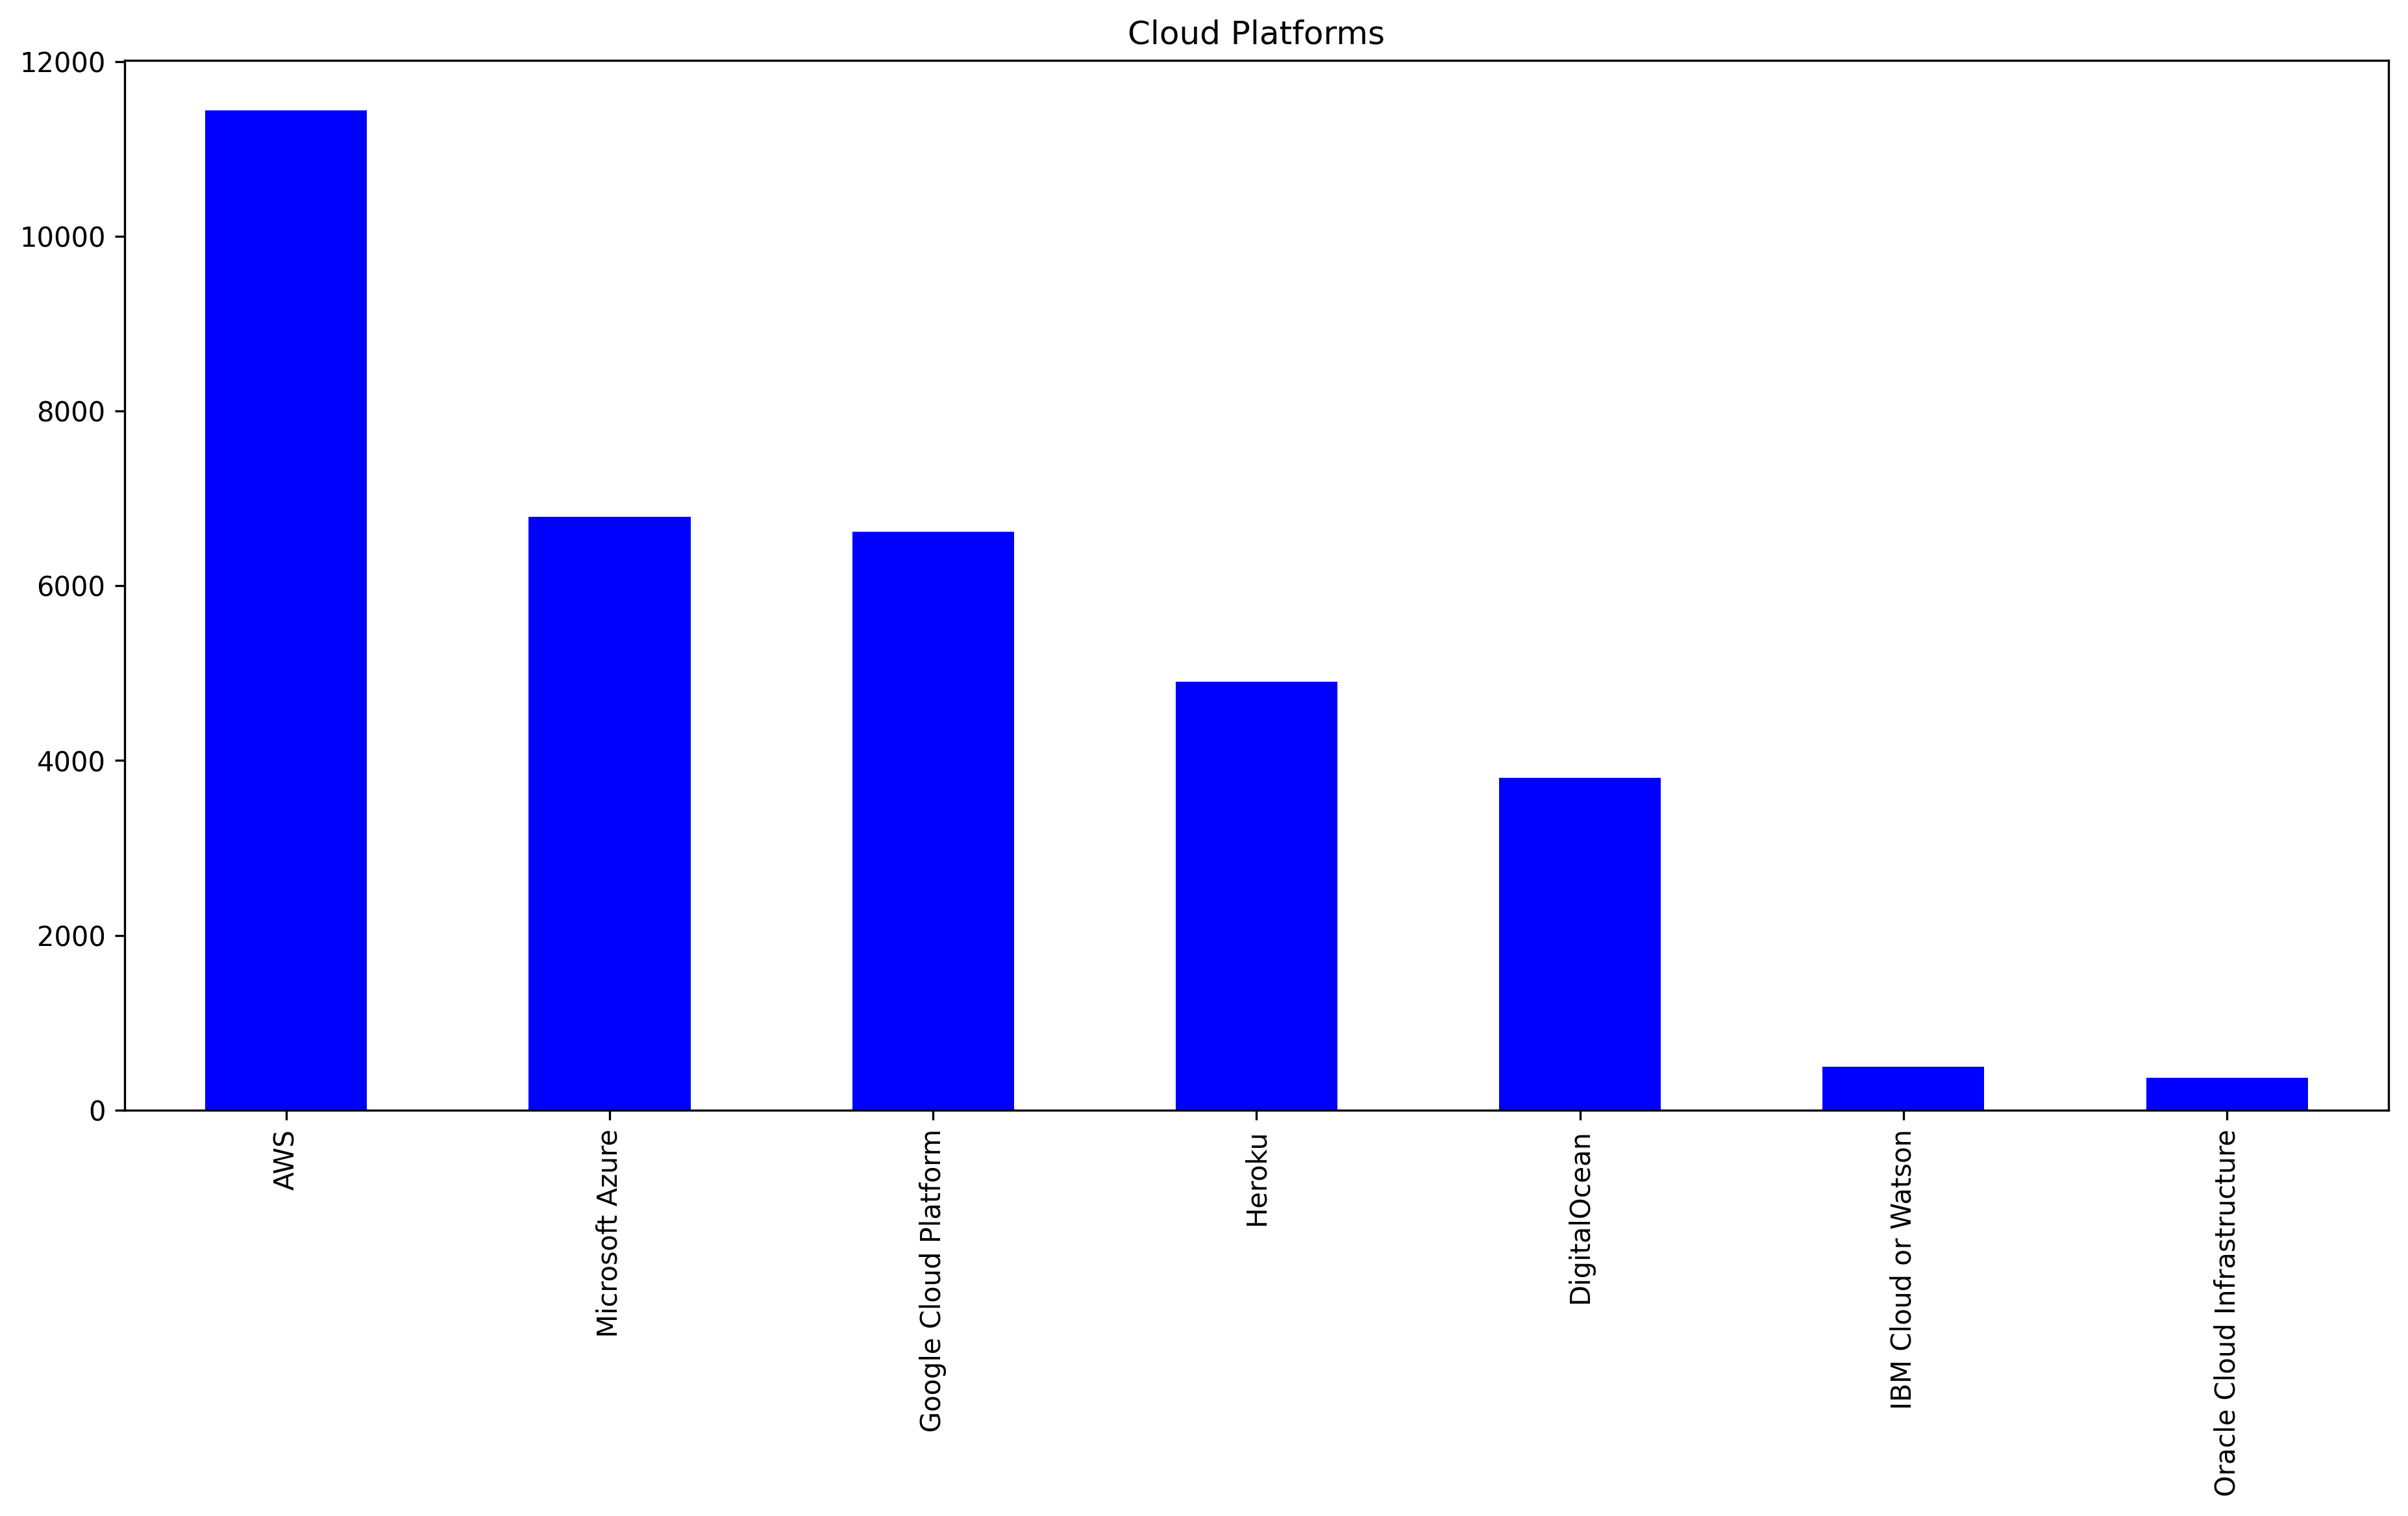 Cloud Platforms
12000
10000
8000
6000
4000
2000
0
AWS
Microsoft Azure
Google Cloud Platform
Heroku
DigitalOcean
IBM Cloud or Watson
Oracle Cloud Infrastructure